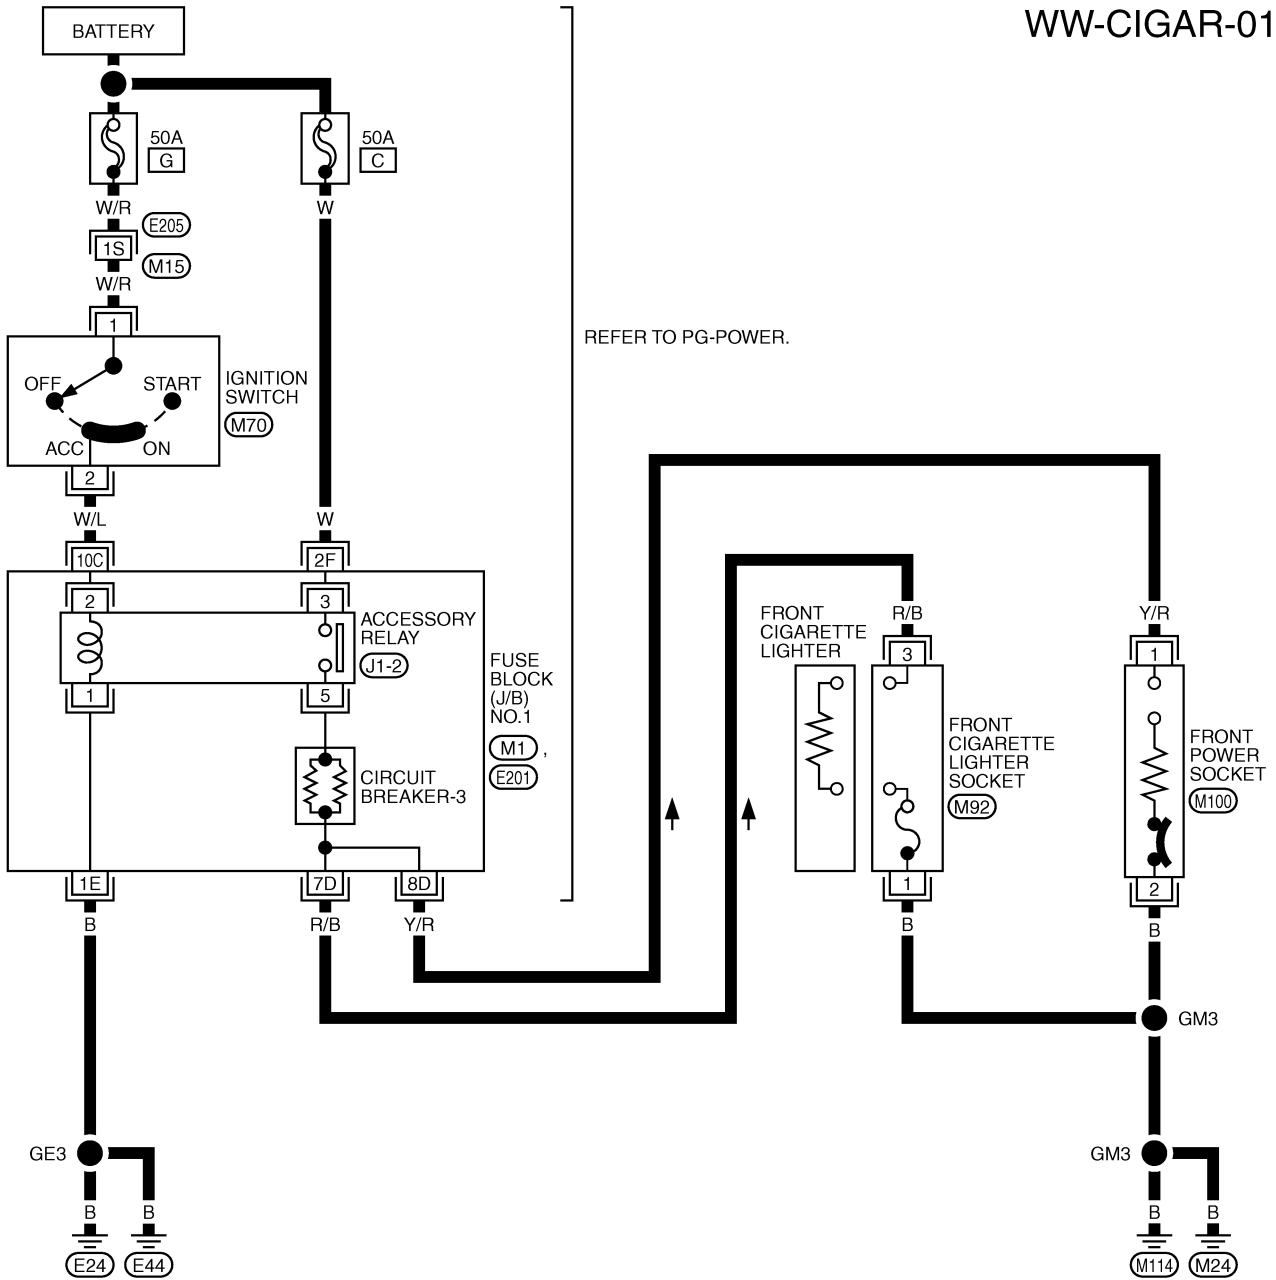 WW-CIGAR-01
BATTERY
50A
G
50A
C
W/R
W
E205
1S
M15
W/R
1
OFF
START
ACC
ON
IGNITION
SWITCH
M70
REFER TO PG-POWER.
2
W/L
W
10C
2F
2
3
ACCESSORY
RELAY
J1-2
1
5
FUSE
BLOCK
(J/B)
NO.1
M1 ,
E201
CIRCUIT
BREAKER-3
1E
7D
8D
B
R/B
Y/R
FRONT
CIGARETTE
LIGHTER
R/B
3
FRONT
CIGARETTE
LIGHTER
SOCKET
M92
1
B
Y/R
1
FRONT
POWER
SOCKET
M100
2
B
GM3
GE3
B
B
E24
E44
GM3
B
B
M114
M24